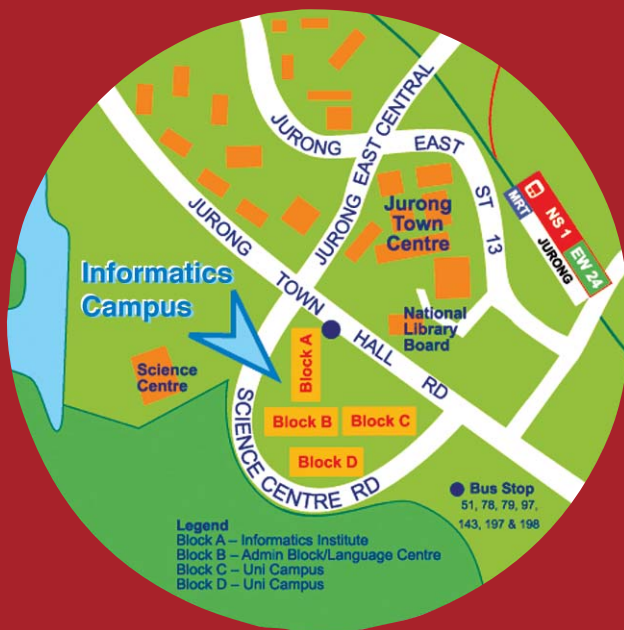 JURONG EAST CENTRAL
JURONG EAST ST 13
JURONG TOWN HALL RD
Jurong
Town
Centre
MRT
NS 1
EW 24
JURONG
Informatics
Campus
National
Library
Board
Science
Centre
Block A
Block B
Block C
Block D
SCIENCE CENTRE RD
Bus Stop
51, 78, 79, 97,
143, 197 & 198
Legend
Block A – Informatics Institute
Block B – Admin Block/Language Centre
Block C – Uni Campus
Block D – Uni Campus